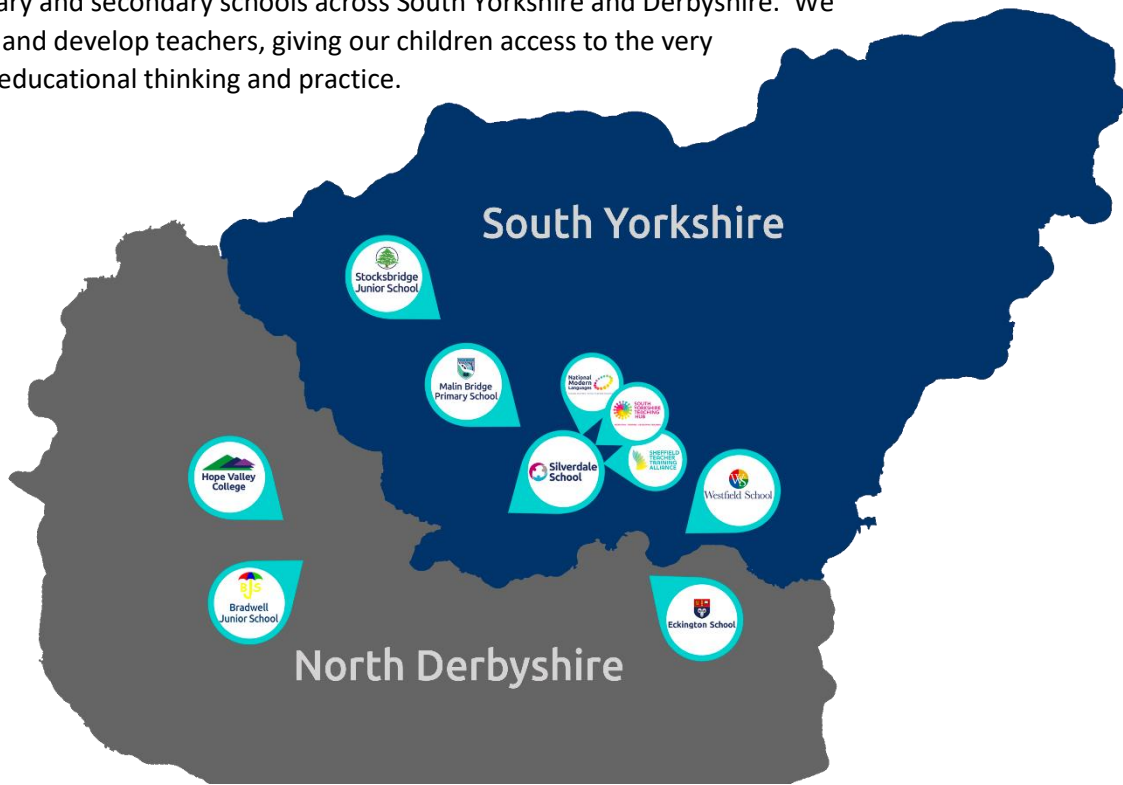 ary and secondary schools across South Yorkshire and Derbyshire. We
and develop teachers, giving our children access to the very
educational thinking and practice.
South Yorkshire
Stocksbridge
Junior School
Malin Bridge
Primary School
National
Modern
Languages
SOUTH
YORKSHIRE
TEACHING
HUB
Silverdale
School
SHEFFIELD
TEACHER
TRAINING
ALLIANCE
Westfield School
Hope Valley
College
BJS
Bradwell
Junior School
Eckington School
North Derbyshire